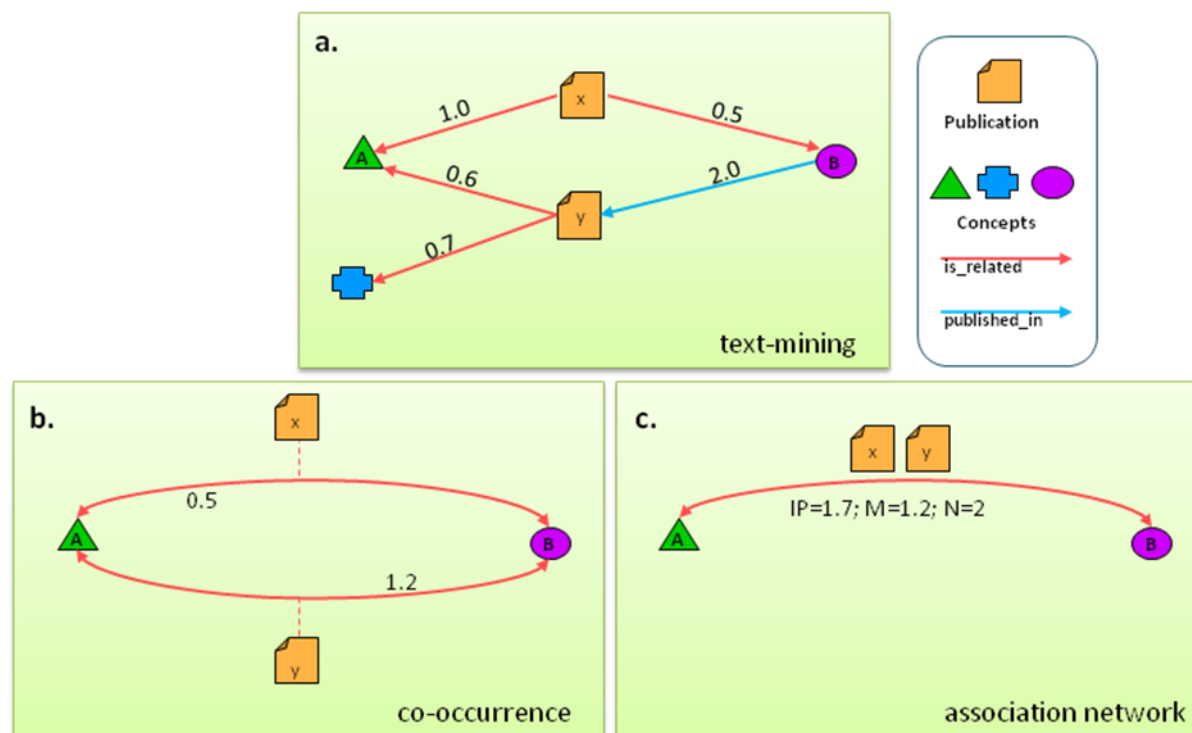 a.
x
1.0
0.5
A
B
0.6
2.0
y
0.7
text-mining
Publication
Concepts
is_related
published_in
b.
x
0.5
A
B
1.2
y
co-occurrence
c.
x
y
IP=1.7; M=1.2; N=2
A
B
association network